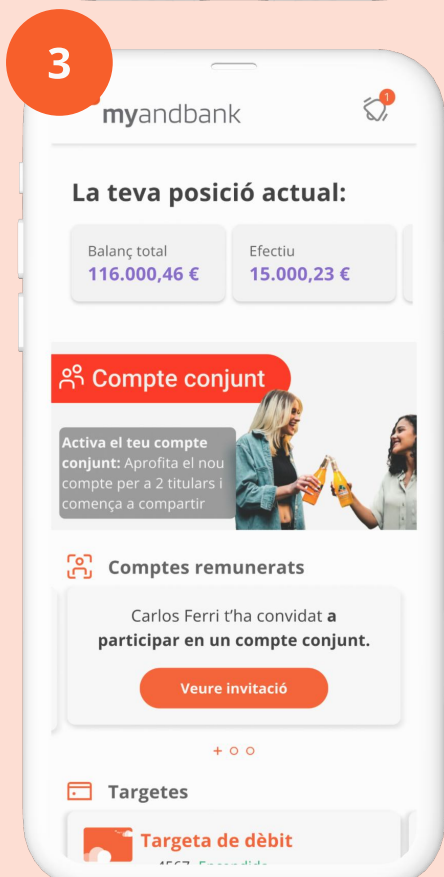 3
myandbank
1
La teva posició actual:
Balanç total
116.000,46 €
Efectiu
15.000,23 €
Compte conjunt
Activa el teu compte
conjunt: Aprofita el nou
compte per a 2 titulars i
comença a compartir
Comptes remunerats
Carlos Ferri t'ha convidat a
participar en un compte conjunt.
Veure invitació
Targetes
Targeta de dèbit